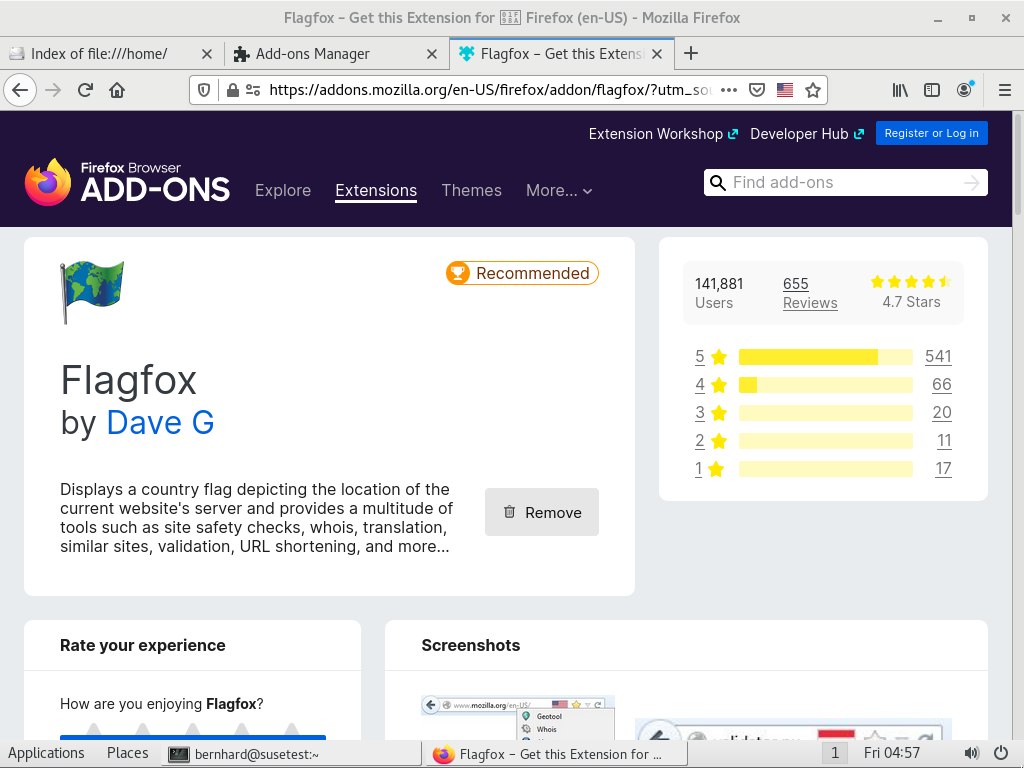 Flagfox – Get this Extension for 🦊 Firefox (en-US) - Mozilla Firefox
Index of file:///home/
Add-ons Manager
Flagfox – Get this Extens
https://addons.mozilla.org/en-US/firefox/addon/flagfox/?utm_so
Extension Workshop
Developer Hub
Register or Log in
Firefox Browser
ADD-ONS
Explore
Extensions
Themes
More...
Find add-ons
Recommended
Flagfox
by Dave G
Displays a country flag depicting the location of the
current website's server and provides a multitude of
tools such as site safety checks, whois, translation,
similar sites, validation, URL shortening, and more...
Remove
141,881
Users
655
Reviews
4.7 Stars
5 541
4 66
3 20
2 11
1 17
Rate your experience
How are you enjoying Flagfox?
Screenshots
www.mozilla.org/en-US/
Geotool
Whois
Applications
Places
bernhard@susetest:~
Flagfox – Get this Extension for ...
1
Fri 04:57